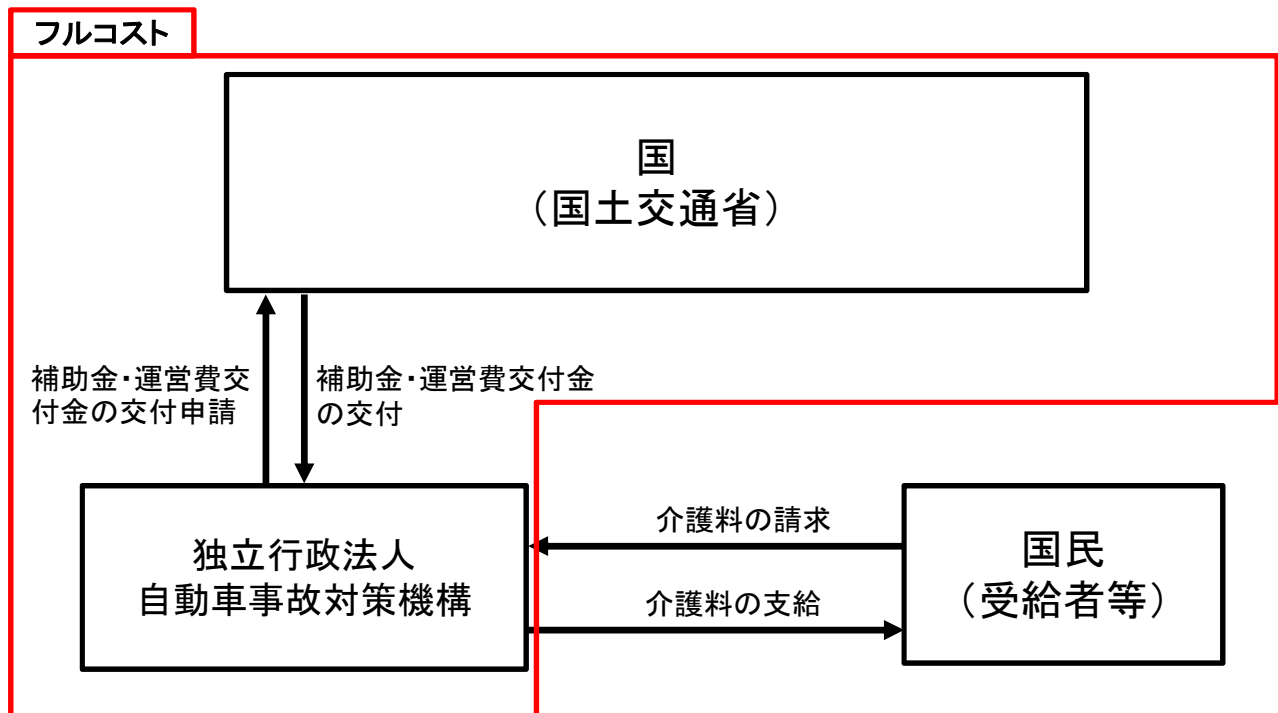 フルコスト
国
（国土交通省）
補助金・運営費交
付金の交付申請
補助金・運営費交付金
の交付
独立行政法人
自動車事故対策機構
介護料の請求
介護料の支給
国民
（受給者等）